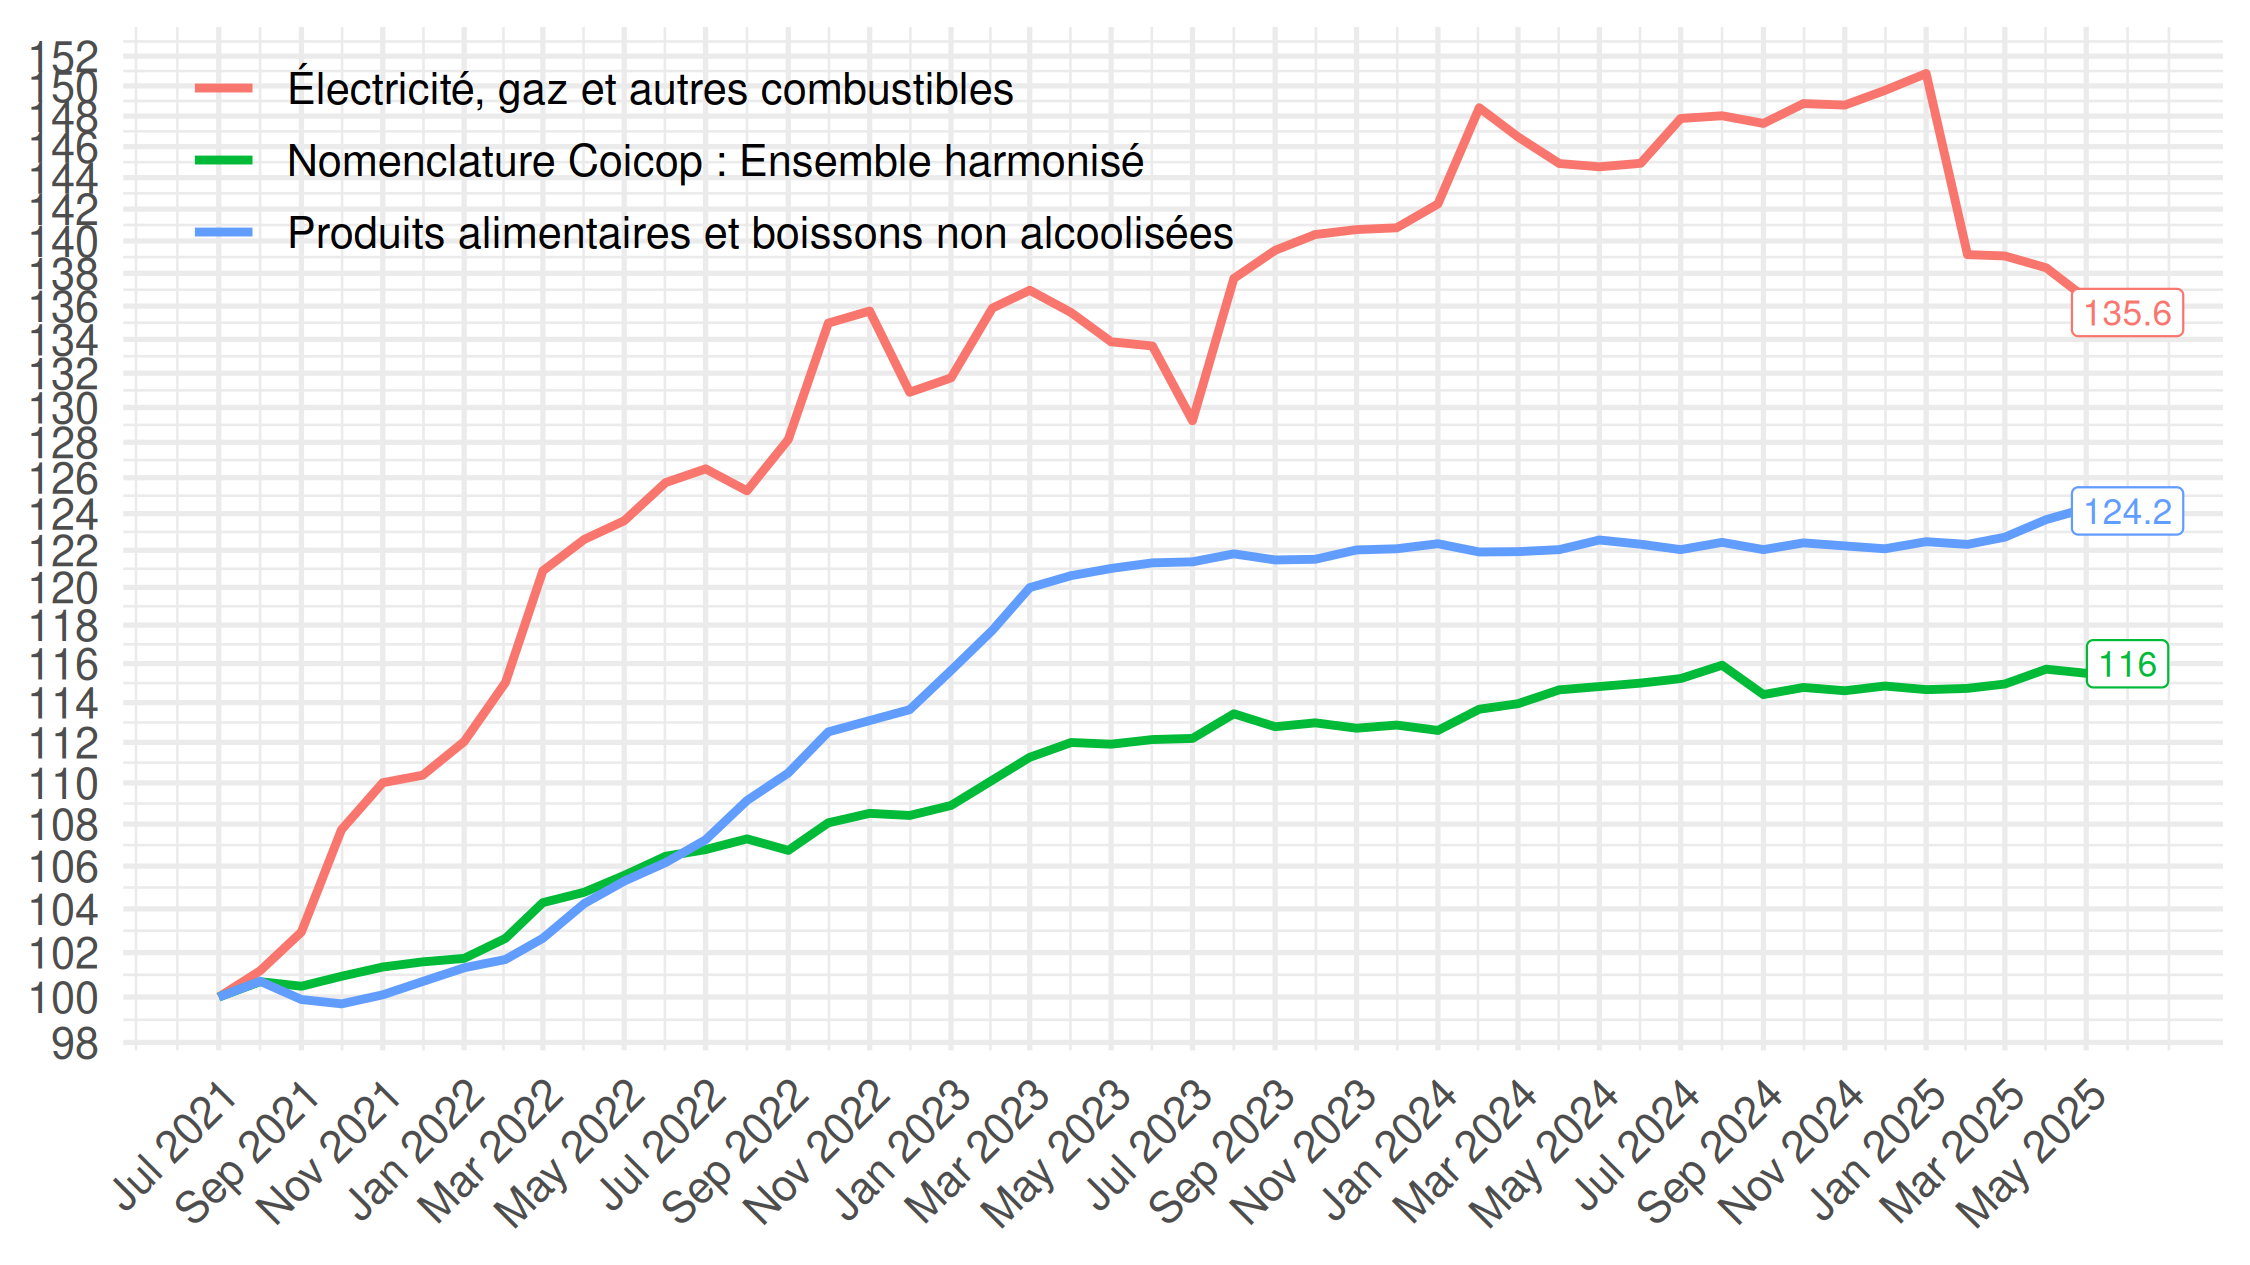 152
150
148
146
144
142
140
138
136
134
132
130
128
126
124
122
120
118
116
114
112
110
108
106
104
102
100
98
Électricité, gaz et autres combustibles
Nomenclature Coicop : Ensemble harmonisé
Produits alimentaires et boissons non alcoolisées
135.6
124.2
116
Jul 2021
Sep 2021
Nov 2021
Jan 2022
Mar 2022
May 2022
Jul 2022
Sep 2022
Nov 2022
Jan 2023
Mar 2023
May 2023
Jul 2023
Sep 2023
Nov 2023
Jan 2024
Mar 2024
May 2024
Jul 2024
Sep 2024
Nov 2024
Jan 2025
Mar 2025
May 2025